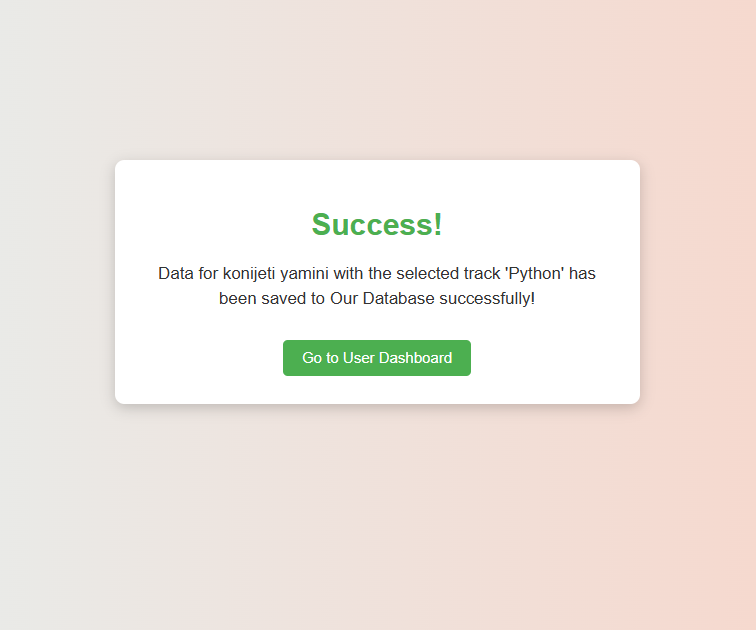 Success!
Data for konijeti yamini with the selected track 'Python' has
been saved to Our Database successfully!
Go to User Dashboard